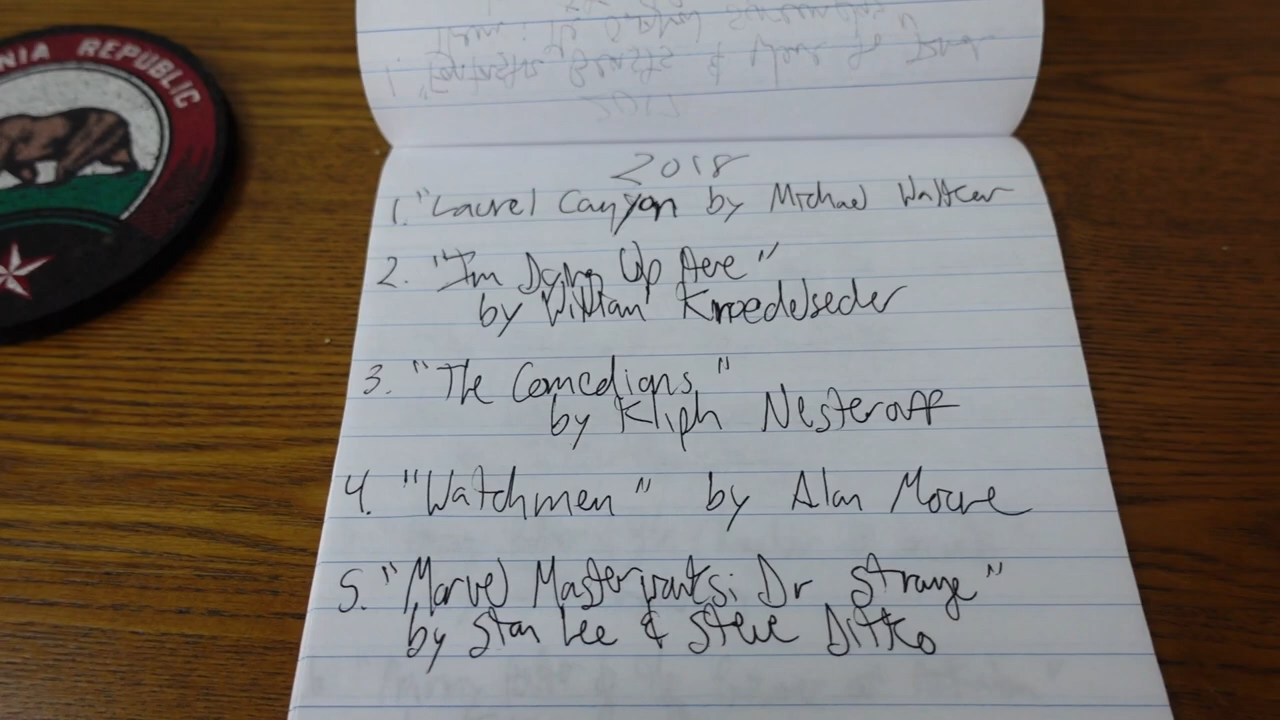 NIA REPUBLIC
2018
1. "Laurel Canyon by Michael Walker
2. "Im Dying Up Here"
by William Knoedelseder
3. "The Comedians"
by Kliph Nesteroff
4. "Watchmen" by Alan Moore
5. "Marvel Masterworks: Dr Strange"
by Stan Lee & Steve Ditko